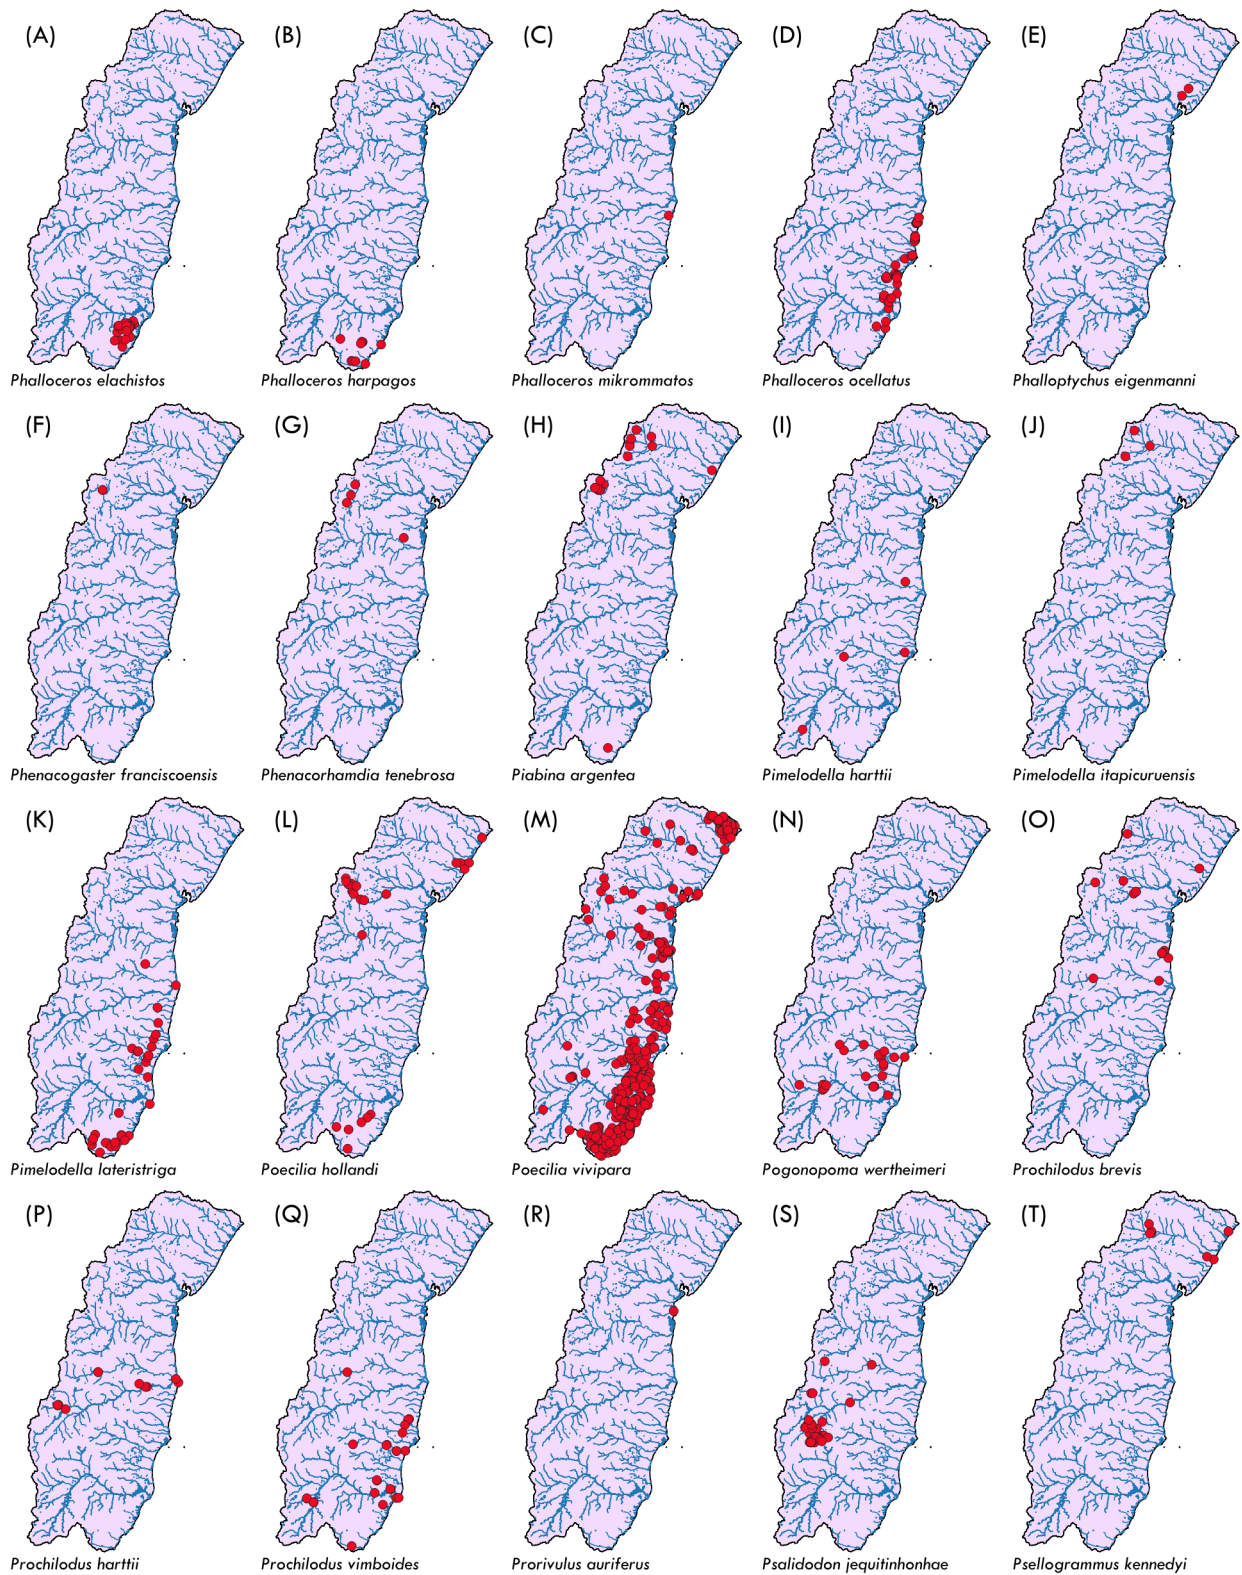 (A) (B) (C) (D) (E)
Phalloceros elachistos Phalloceros harpagos Phalloceros mikrommatos Phalloceros ocellatus Phalloptychus eigenmanni
(F) (G) (H) (I) (J)
Phenacogaster franciscoensis Phenacorhamdia tenebrosa Piabina argentea Pimelodella harttii Pimelodella itapicuruensis
(K) (L) (M) (N) (O)
Pimelodella lateristriga Poecilia hollandi Poecilia vivipara Pogonopoma wertheimeri Prochilodus brevis
(P) (Q) (R) (S) (T)
Prochilodus harttii Prochilodus vimboides Prorivulus auriferus Psalidodon jequitinhonhae Psellogrammus kennedyi